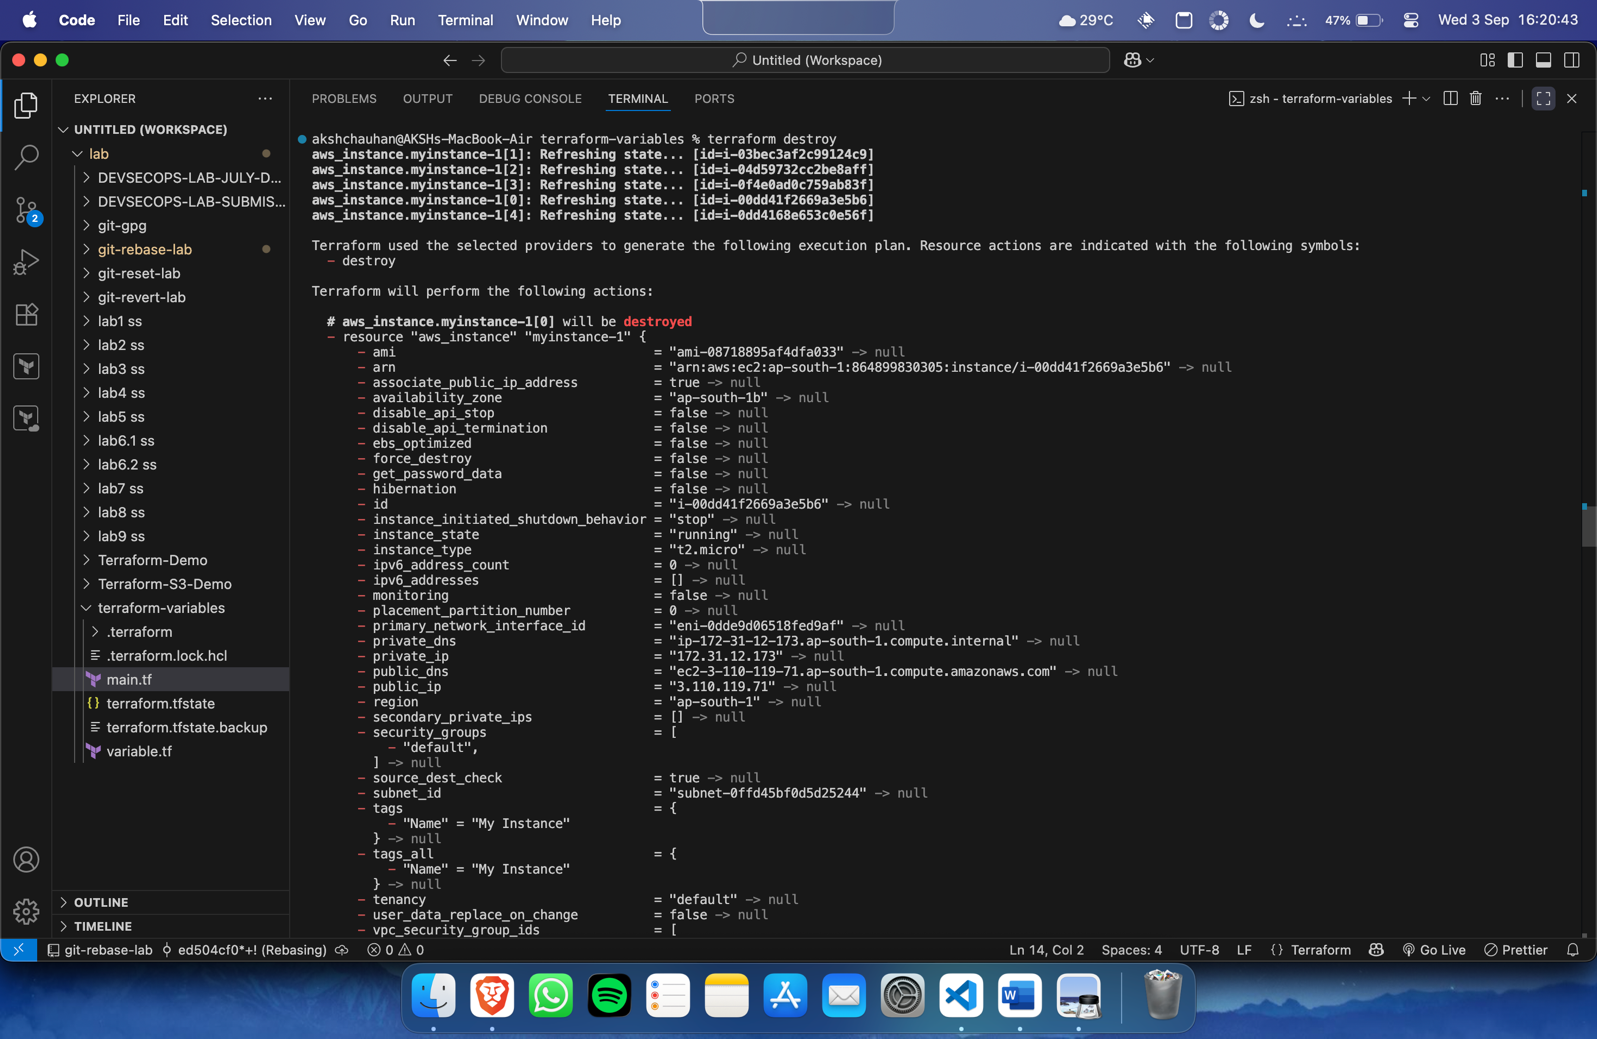 Code File Edit Selection View Go Run Terminal Window Help 29°C 47% Wed 3 Sep 16:20:43
Untitled (Workspace)
EXPLORER
PROBLEMS OUTPUT DEBUG CONSOLE TERMINAL PORTS
zsh - terraform-variables
UNTITLED (WORKSPACE)
lab
DEVSECOPS-LAB-JULY-D...
DEVSECOPS-LAB-SUBMIS...
git-gpg
git-rebase-lab
git-reset-lab
git-revert-lab
lab1 ss
lab2 ss
lab3 ss
lab4 ss
lab5 ss
lab6.1 ss
lab6.2 ss
lab7 ss
lab8 ss
lab9 ss
Terraform-Demo
Terraform-S3-Demo
terraform-variables
.terraform
.terraform.lock.hcl
main.tf
{} terraform.tfstate
terraform.tfstate.backup
variable.tf
OUTLINE
TIMELINE
2
akshchauhan@AKSHs-MacBook-Air terraform-variables % terraform destroy
aws_instance.myinstance-1[1]: Refreshing state... [id=i-03bec3af2c99124c9]
aws_instance.myinstance-1[2]: Refreshing state... [id=i-04d59732cc2be8aff]
aws_instance.myinstance-1[3]: Refreshing state... [id=i-0f4e0ad0c759ab83f]
aws_instance.myinstance-1[0]: Refreshing state... [id=i-00dd41f2669a3e5b6]
aws_instance.myinstance-1[4]: Refreshing state... [id=i-0dd4168e653c0e56f]
Terraform used the selected providers to generate the following execution plan. Resource actions are indicated with the following symbols:
- destroy
Terraform will perform the following actions:
# aws_instance.myinstance-1[0] will be destroyed
- resource "aws_instance" "myinstance-1" {
- ami = "ami-08718895af4dfa033" -> null
- arn = "arn:aws:ec2:ap-south-1:864899830305:instance/i-00dd41f2669a3e5b6" -> null
- associate_public_ip_address = true -> null
- availability_zone = "ap-south-1b" -> null
- disable_api_stop = false -> null
- disable_api_termination = false -> null
- ebs_optimized = false -> null
- force_destroy = false -> null
- get_password_data = false -> null
- hibernation = false -> null
- id = "i-00dd41f2669a3e5b6" -> null
- instance_initiated_shutdown_behavior = "stop" -> null
- instance_state = "running" -> null
- instance_type = "t2.micro" -> null
- ipv6_address_count = 0 -> null
- ipv6_addresses = [] -> null
- monitoring = false -> null
- placement_partition_number = 0 -> null
- primary_network_interface_id = "eni-0dde9d06518fed9af" -> null
- private_dns = "ip-172-31-12-173.ap-south-1.compute.internal" -> null
- private_ip = "172.31.12.173" -> null
- public_dns = "ec2-3-110-119-71.ap-south-1.compute.amazonaws.com" -> null
- public_ip = "3.110.119.71" -> null
- region = "ap-south-1" -> null
- secondary_private_ips = [] -> null
- security_groups = [
- "default",
] -> null
- source_dest_check = true -> null
- subnet_id = "subnet-0ffd45bf0d5d25244" -> null
- tags = {
- "Name" = "My Instance"
} -> null
- tags_all = {
- "Name" = "My Instance"
} -> null
- tenancy = "default" -> null
- user_data_replace_on_change = false -> null
- vpc_security_group_ids = [
git-rebase-lab ed504cf0*+! (Rebasing) 0 0 Ln 14, Col 2 Spaces: 4 UTF-8 LF {} Terraform Go Live Prettier
W